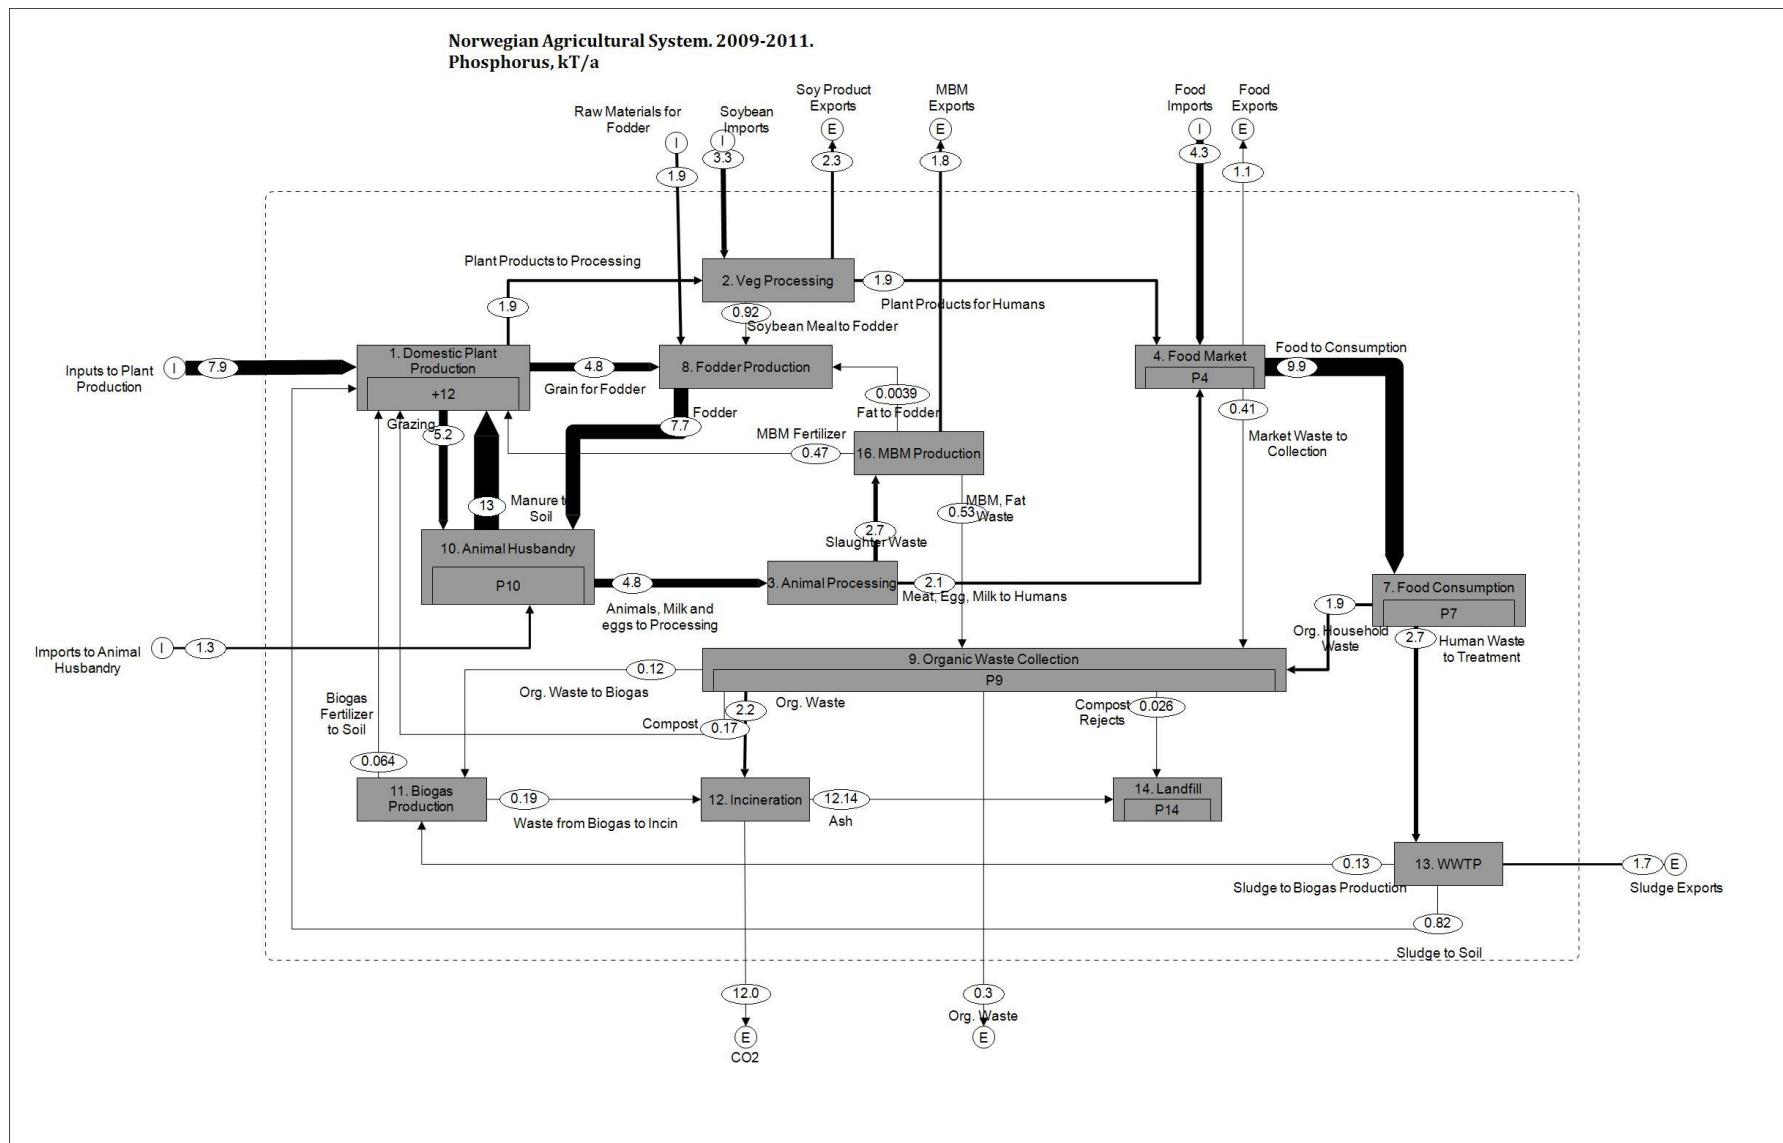 Norwegian Agricultural System. 2009-2011.
Phosphorus, kT/a
Soy Product
Exports
MBM
Exports
Food
Imports
Food
Exports
Raw Materials for
Fodder
Soybean
Imports
I
I
E
E
I
E
1.9
3.3
2.3
1.8
4.3
1.1
Plant Products to Processing
2. Veg Processing
1.9
Plant Products for Humans
1.9
0.92
Soybean Meal to Fodder
Inputs to Plant
Production
I
7.9
1. Domestic Plant
Production
+12
4.8
Grain for Fodder
8. Fodder Production
4. Food Market
P4
Food to Consumption
9.9
0.0039
Fat to Fodder
0.41
Market Waste to
Collection
Grazing
5.2
Fodder
7.7
MBM Fertilizer
0.47
16. MBM Production
13
Manure to
Soil
MBM, Fat
Waste
0.53
2.7
Slaughter Waste
10. Animal Husbandry
P10
4.8
Animals, Milk and
eggs to Processing
3. Animal Processing
2.1
Meat, Egg, Milk to Humans
7. Food Consumption
P7
1.9
Org. Household
Waste
2.7
Human Waste
to Treatment
Imports to Animal
Husbandry
I
1.3
9. Organic Waste Collection
P9
0.12
Org. Waste to Biogas
Biogas
Fertilizer
to Soil
Compost
0.17
2.2
Org. Waste
Compost
Rejects
0.026
0.064
11. Biogas
Production
0.19
Waste from Biogas to Incin
12. Incineration
12.14
Ash
14. Landfill
P14
0.13
Sludge to Biogas Production
13. WWTP
1.7
E
Sludge Exports
0.82
Sludge to Soil
12.0
E
CO2
0.3
Org. Waste
E